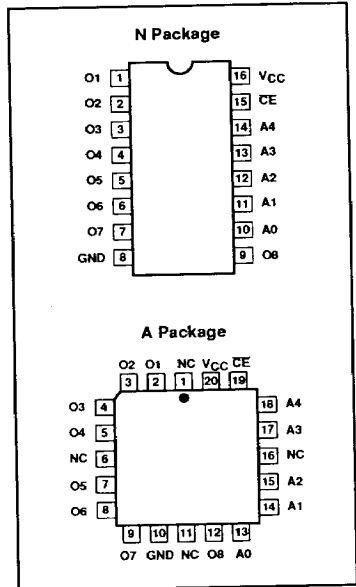 N Package
O1 1 16 VCC
O2 2 15 CE
O3 3 14 A4
O4 4 13 A3
O5 5 12 A2
O6 6 11 A1
O7 7 10 A0
GND 8 9 O8
A Package
O2 O1 NC VCC CE
3 2 1 20 19
O3 4 18 A4
O4 5 17 A3
NC 6 16 NC
O5 7 15 A2
O6 8 14 A1
9 10 11 12 13
O7 GND NC O8 A0